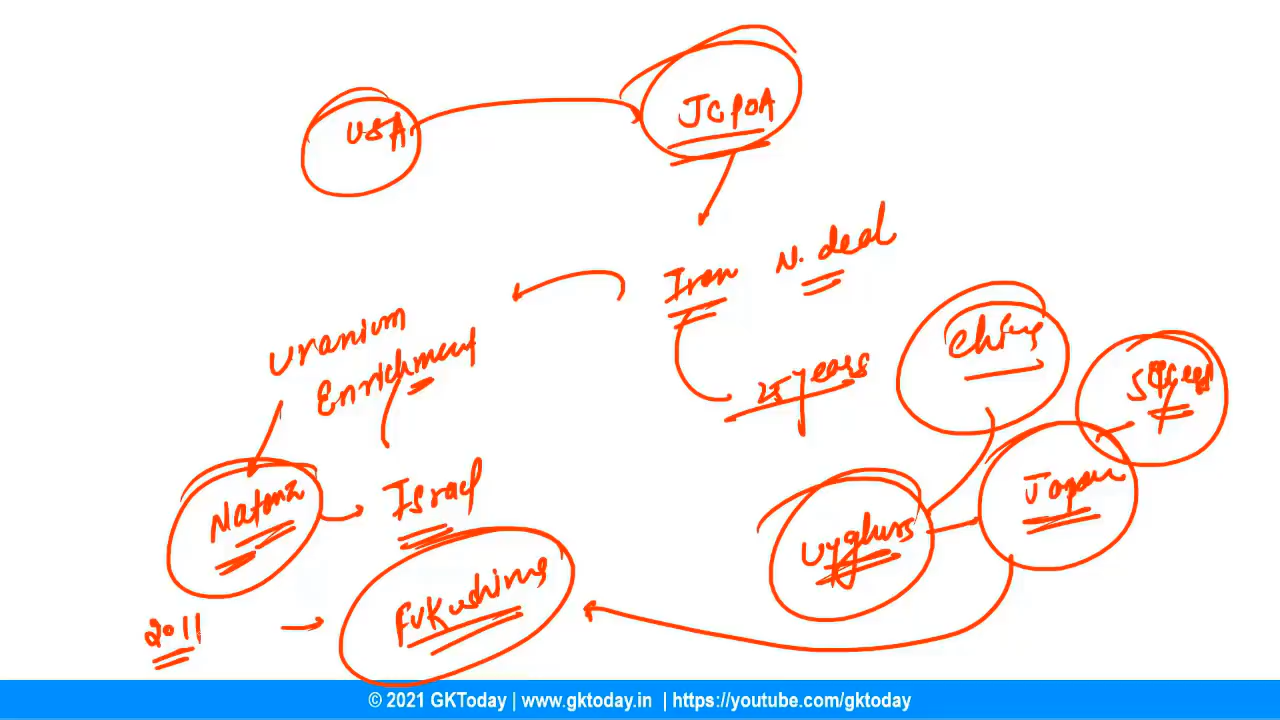 USA
JCPOA
Iran N. deal
Uranium
Enrichment
25 years
China
Japan
Uyghurs
Natanz
Israel
Fukushima
2011
© 2021 GKToday | www.gktoday.in | https://youtube.com/gktoday